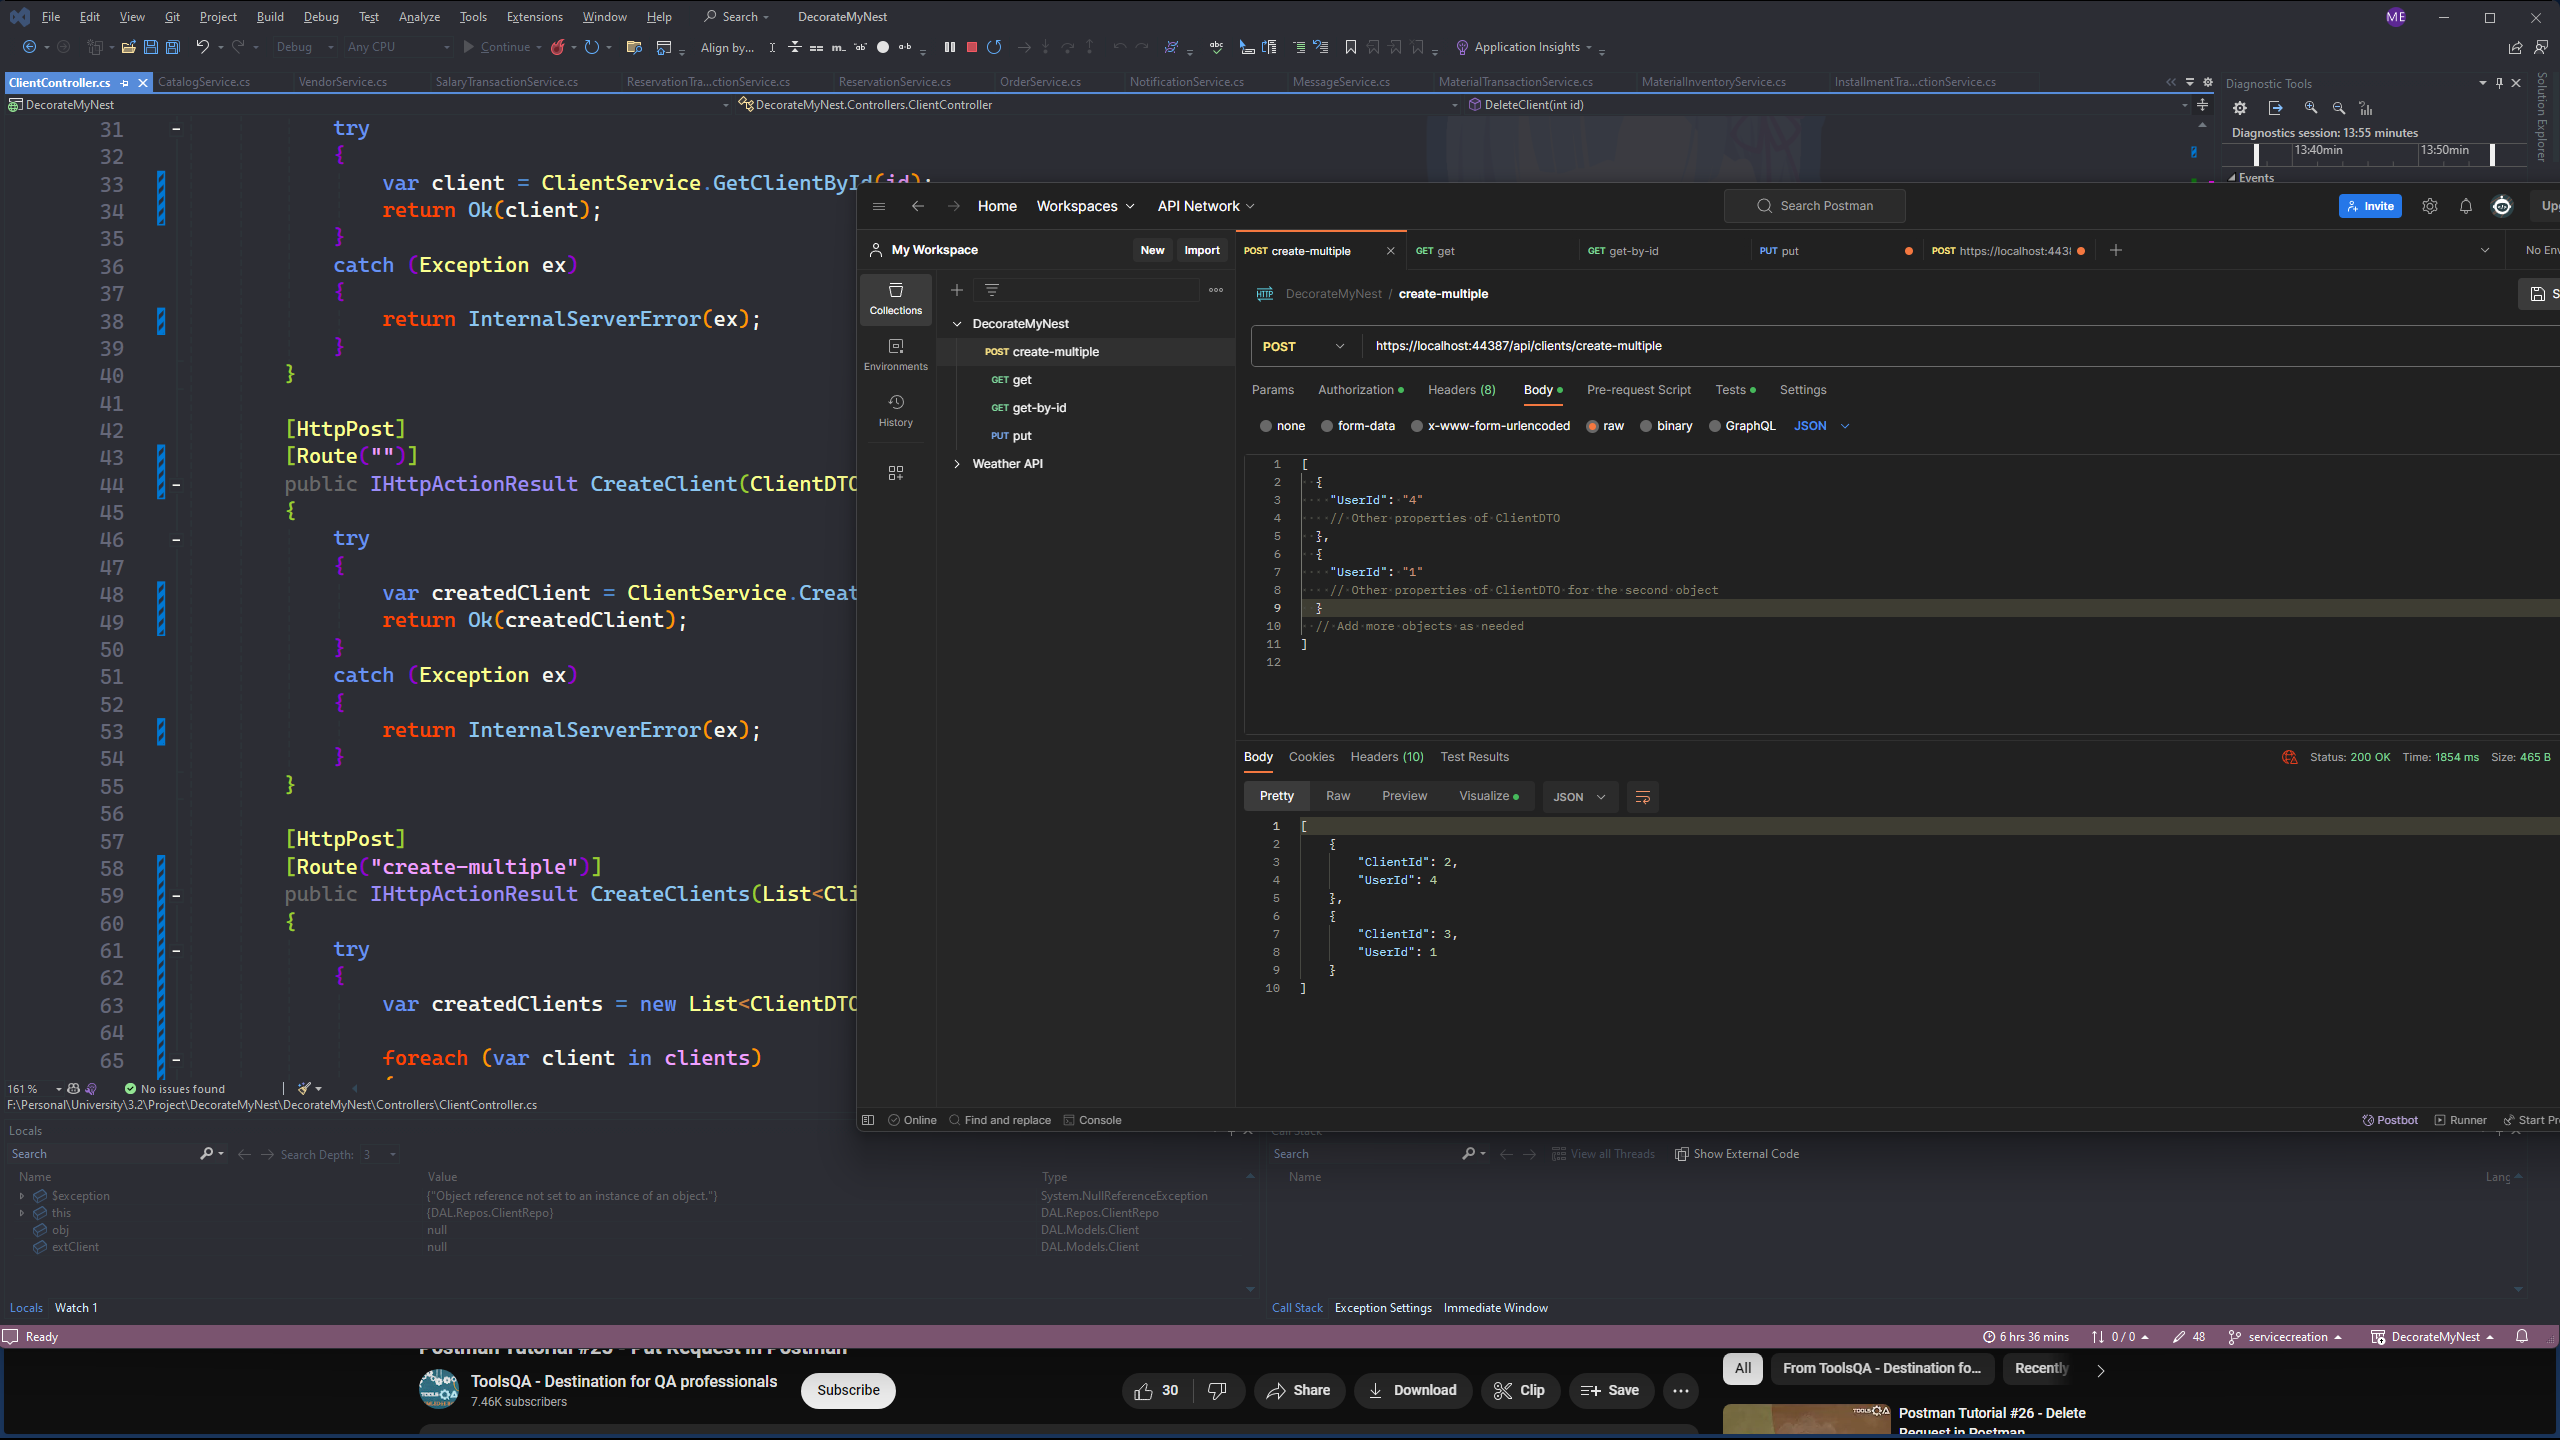 File Edit View Git Project Build Debug Test Analyze Tools Extensions Window Help Search DecorateMyNest ME
Debug Any CPU Continue Align by... Application Insights
ClientController.cs CatalogService.cs VendorService.cs SalaryTransactionService.cs ReservationTra...ctionService.cs ReservationService.cs OrderService.cs NotificationService.cs MessageService.cs MaterialTransactionService.cs MaterialInventoryService.cs InstallmentTra...ctionService.cs
DecorateMyNest DecorateMyNest.Controllers.ClientController DeleteClient(int id)
Diagnostic Tools
Diagnostics session: 13:55 minutes
13:40min 13:50min
Events
Solution Explorer
31 try
32 {
33 var client = ClientService.GetClientById(id);
34 return Ok(client);
35 }
36 catch (Exception ex)
37 {
38 return InternalServerError(ex);
39 }
40 }
41
42 [HttpPost]
43 [Route("")]
44 public IHttpActionResult CreateClient(ClientDTO
45 {
46 try
47 {
48 var createdClient = ClientService.Creat
49 return Ok(createdClient);
50 }
51 catch (Exception ex)
52 {
53 return InternalServerError(ex);
54 }
55 }
56
57 [HttpPost]
58 [Route("create-multiple")]
59 public IHttpActionResult CreateClients(List<Cli
60 {
61 try
62 {
63 var createdClients = new List<ClientDTO
64
65 foreach (var client in clients)
161 % No issues found
F:\Personal\University\3.2\Project\DecorateMyNest\DecorateMyNest\Controllers\ClientController.cs
Home Workspaces API Network Search Postman Invite Upg
My Workspace New Import
POST create-multiple GET get GET get-by-id PUT put POST https://localhost:443 No Env
Collections
Environments
History
DecorateMyNest
POST create-multiple
GET get
GET get-by-id
PUT put
Weather API
HTTP DecorateMyNest / create-multiple S
POST https://localhost:44387/api/clients/create-multiple
Params Authorization Headers (8) Body Pre-request Script Tests Settings
none form-data x-www-form-urlencoded raw binary GraphQL JSON
1 [
2 {
3 "UserId": "4"
4 // Other properties of ClientDTO
5 },
6 {
7 "UserId": "1"
8 // Other properties of ClientDTO for the second object
9 }
10 // Add more objects as needed
11 ]
12
Body Cookies Headers (10) Test Results Status: 200 OK Time: 1854 ms Size: 465 B
Pretty Raw Preview Visualize JSON
1 [
2 {
3 "ClientId": 2,
4 "UserId": 4
5 },
6 {
7 "ClientId": 3,
8 "UserId": 1
9 }
10 ]
Online Find and replace Console Postbot Runner Start Pr
Locals
Search Search Depth: 3
Name Value Type
$exception {"Object reference not set to an instance of an object."} System.NullReferenceException
this {DAL.Repos.ClientRepo} DAL.Repos.ClientRepo
obj null DAL.Models.Client
extClient null DAL.Models.Client
Locals Watch 1
Call Stack
Search View all Threads Show External Code
Name Lang
Call Stack Exception Settings Immediate Window
Ready 6 hrs 36 mins 0 / 0 48 servicecreation DecorateMyNest
Postman Tutorial #25 - Put Request in Postman
ToolsQA - Destination for QA professionals
7.46K subscribers
Subscribe
30 Share Download Clip Save
All From ToolsQA - Destination fo... Recently
Postman Tutorial #26 - Delete
Request in Postman